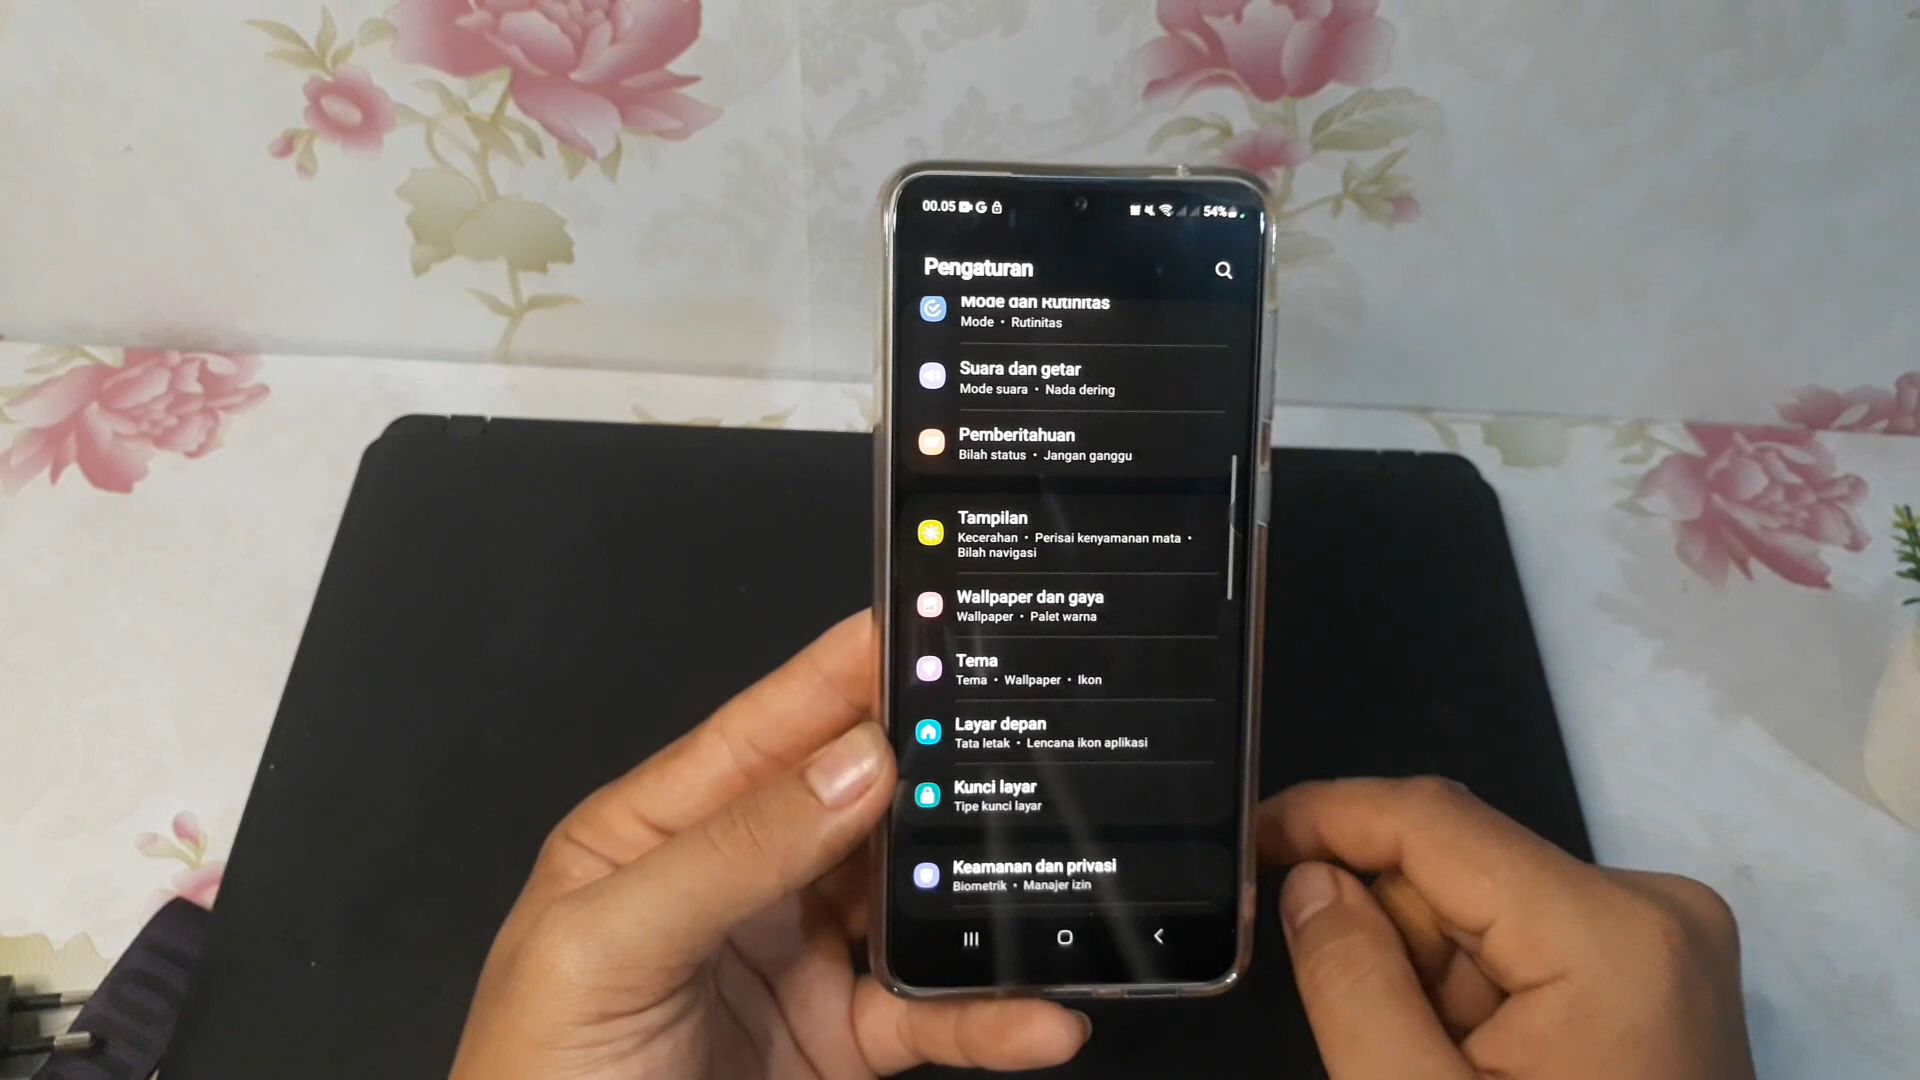 00.05
54%
Pengaturan
Mode dan Rutinitas
Mode • Rutinitas
Suara dan getar
Mode suara • Nada dering
Pemberitahuan
Bilah status • Jangan ganggu
Tampilan
Kecerahan • Perisai kenyamanan mata •
Bilah navigasi
Wallpaper dan gaya
Wallpaper • Palet warna
Tema
Tema • Wallpaper • Ikon
Layar depan
Tata letak • Lencana ikon aplikasi
Kunci layar
Tipe kunci layar
Keamanan dan privasi
Biometrik • Manajer izin